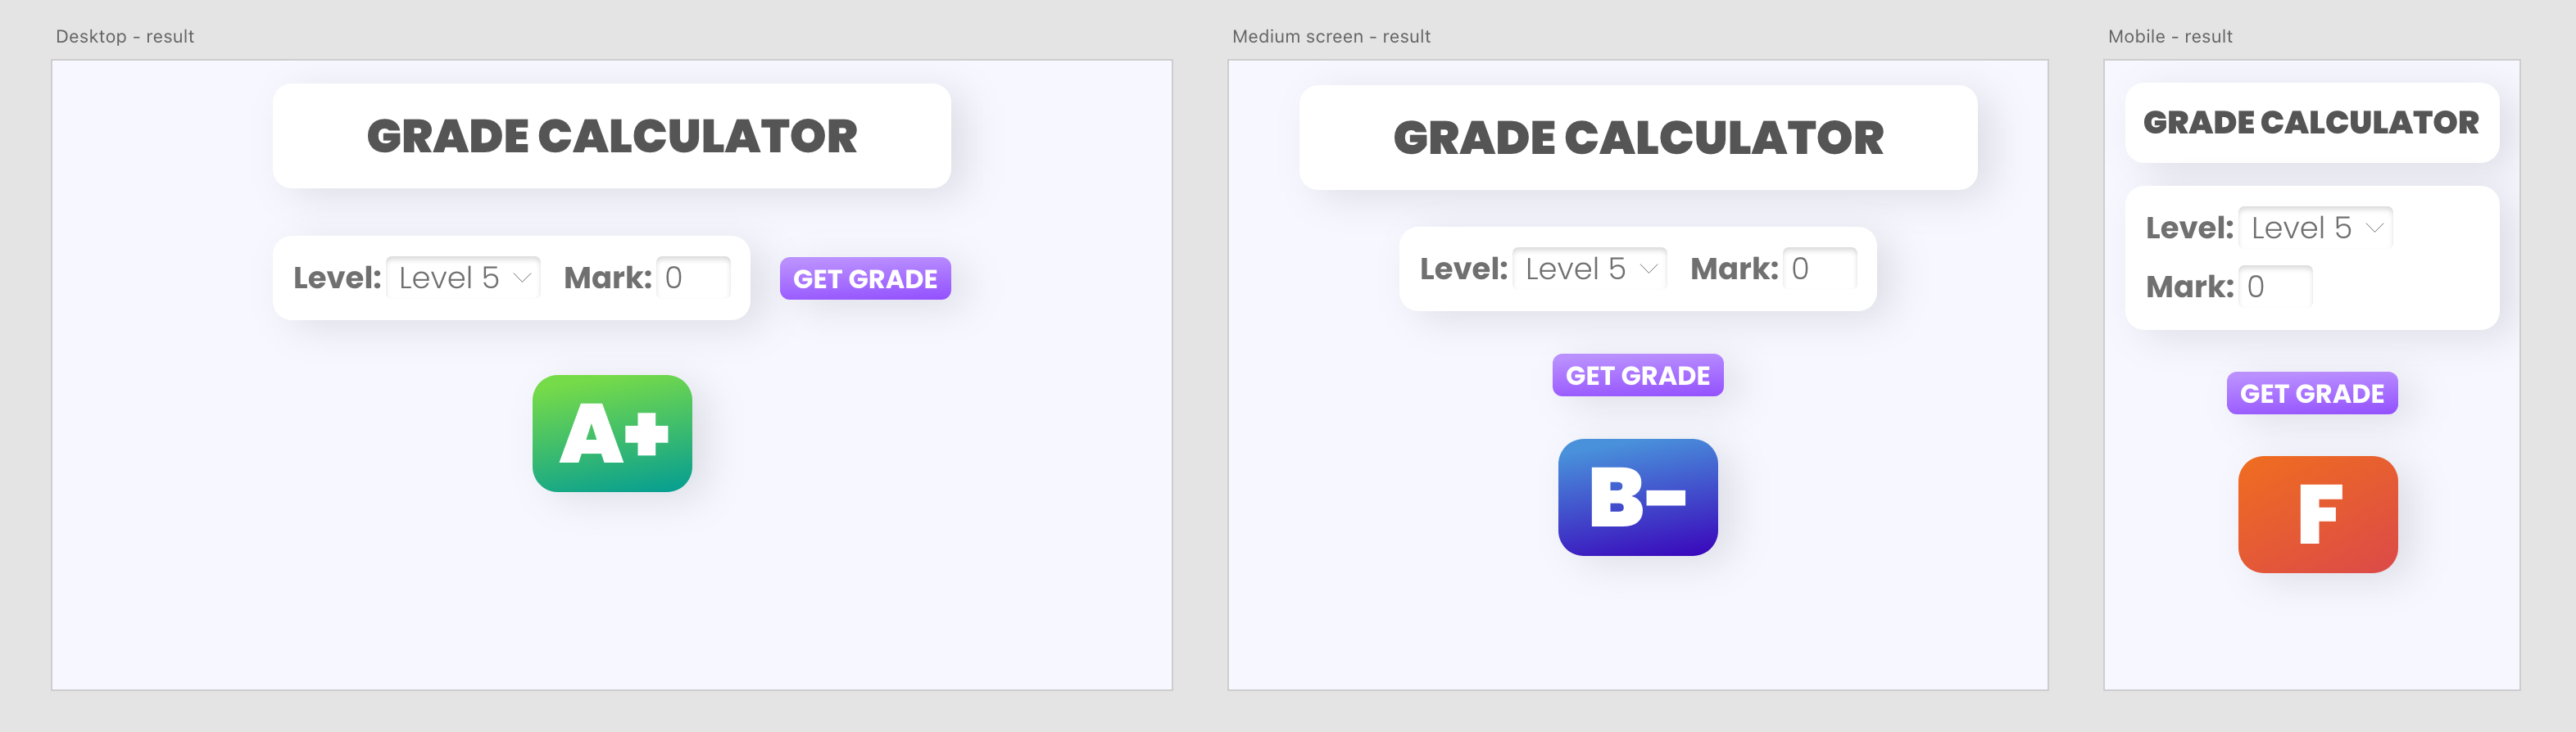 Desktop - result
GRADE CALCULATOR
Level: Level 5 Mark: 0 GET GRADE
A+
Medium screen - result
GRADE CALCULATOR
Level: Level 5 Mark: 0
GET GRADE
B-
Mobile - result
GRADE CALCULATOR
Level: Level 5
Mark: 0
GET GRADE
F